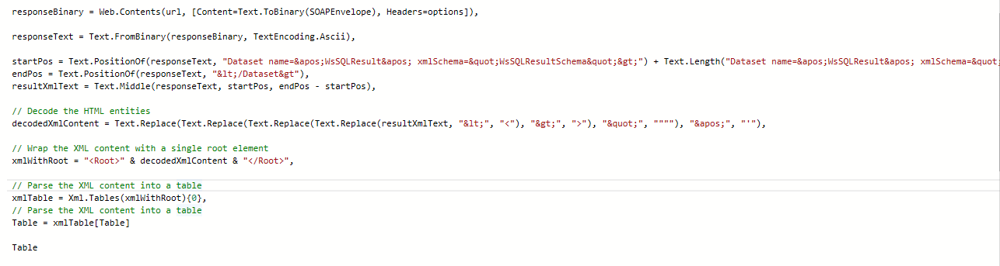 responseBinary = Web.Contents(url, [Content=Text.ToBinary(SOAPEnvelope), Headers=options]),
responseText = Text.FromBinary(responseBinary, TextEncoding.Ascii),
startPos = Text.PositionOf(responseText, "Dataset name=&apos;WsSQLResult&apos; xmlSchema=&quot;WsSQLResultSchema&quot;&gt;") + Text.Length("Dataset name=&apos;WsSQLResult&apos; xmlSchema=&quot;
endPos = Text.PositionOf(responseText, "&lt;/Dataset&gt"),
resultXmlText = Text.Middle(responseText, startPos, endPos - startPos),
// Decode the HTML entities
decodedXmlContent = Text.Replace(Text.Replace(Text.Replace(Text.Replace(resultXmlText, "&lt;", "<"), "&gt;", ">"), "&quot;", """"), "&apos;", "'"),
// Wrap the XML content with a single root element
xmlWithRoot = "<Root>" & decodedXmlContent & "</Root>",
// Parse the XML content into a table
xmlTable = Xml.Tables(xmlWithRoot){0},
// Parse the XML content into a table
Table = xmlTable[Table]
Table